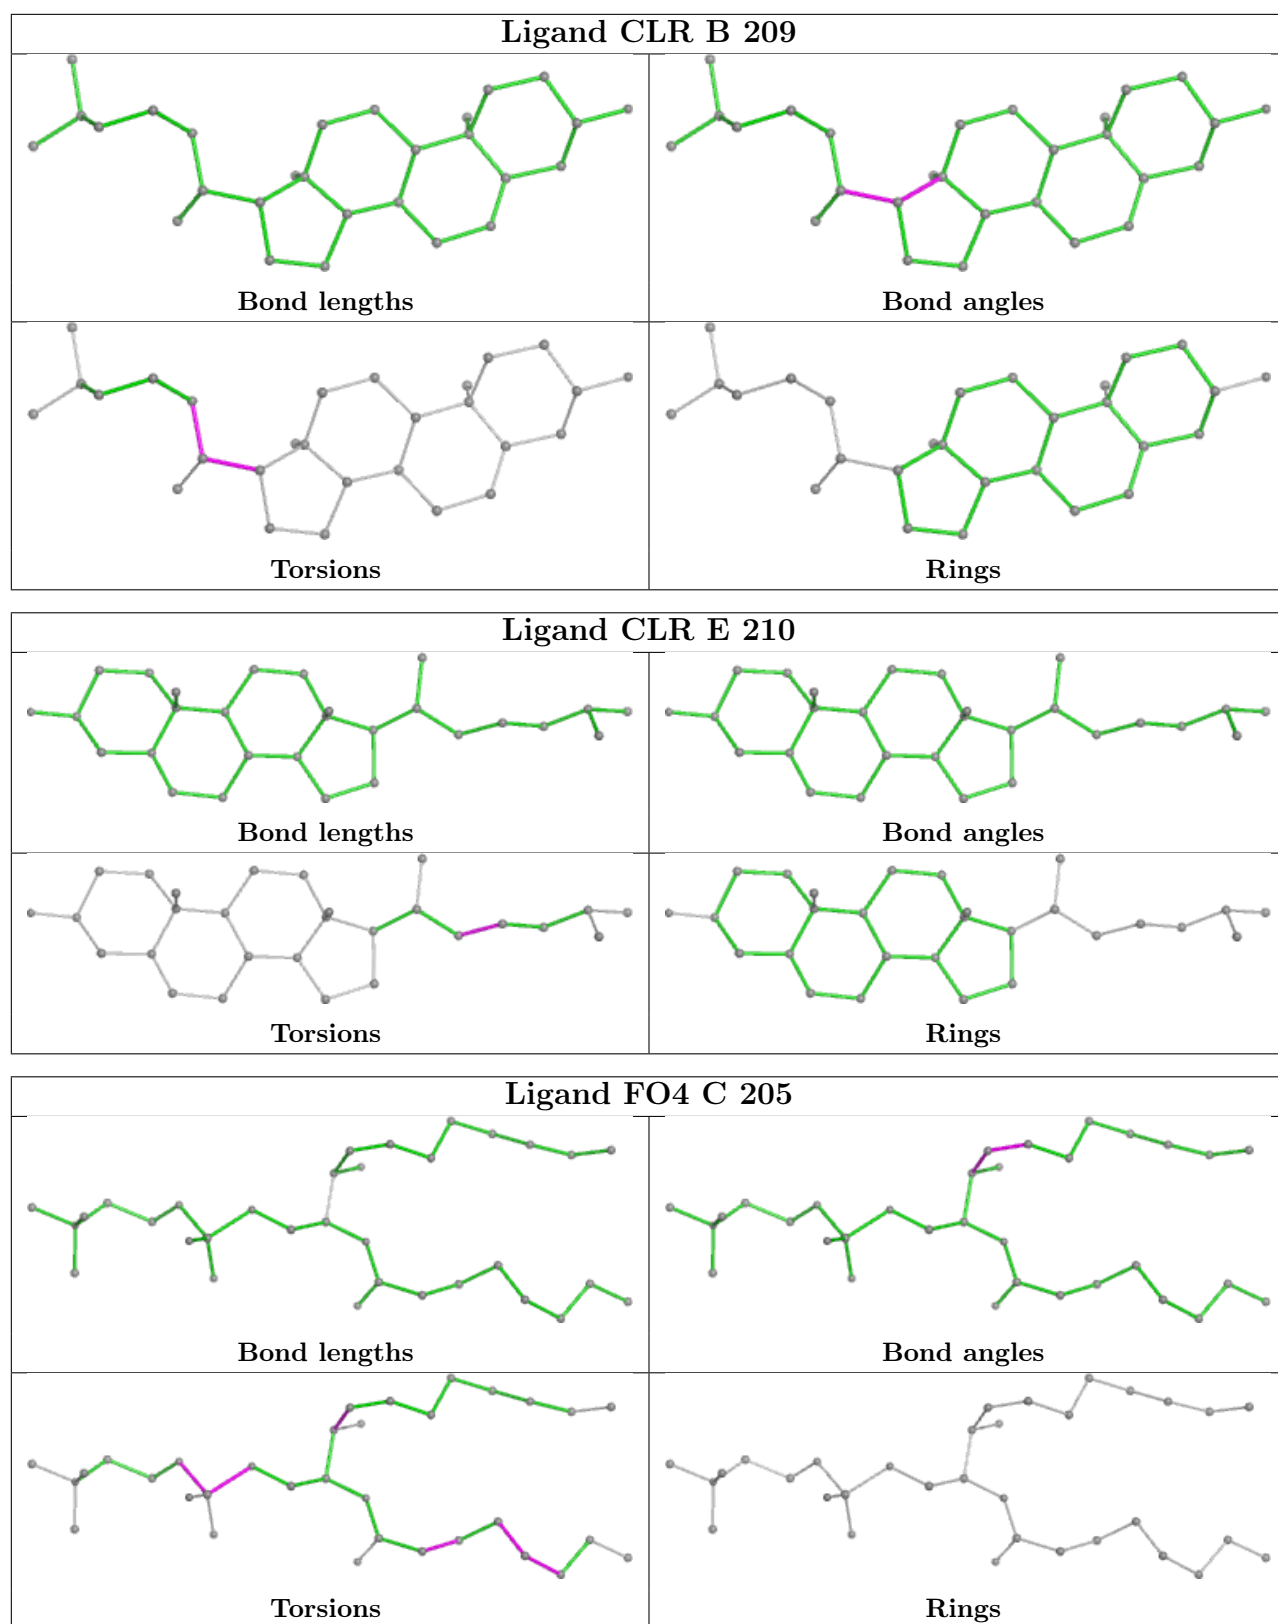 Ligand CLR B 209
Bond lengths
Bond angles
Torsions
Rings
Ligand CLR E 210
Bond lengths
Bond angles
Torsions
Rings
Ligand FO4 C 205
Bond lengths
Bond angles
Torsions
Rings